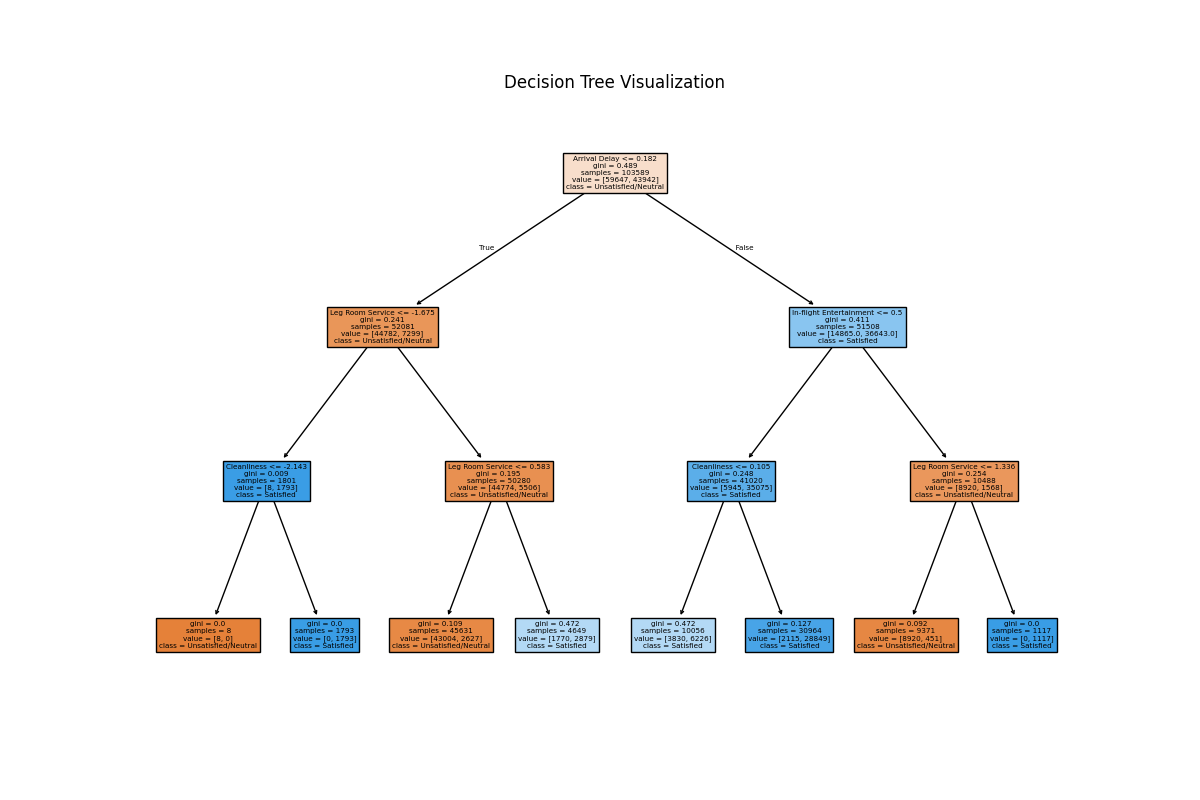 Decision Tree Visualization
Arrival Delay <= 0.182
gini = 0.489
samples = 103589
value = [59647, 43942]
class = Unsatisfied/Neutral
True
False
Leg Room Service <= -1.675
gini = 0.241
samples = 52081
value = [44782, 7299]
class = Unsatisfied/Neutral
In-flight Entertainment <= 0.5
gini = 0.411
samples = 51508
value = [14865.0, 36643.0]
class = Satisfied
Cleanliness <= -2.143
gini = 0.009
samples = 1801
value = [8, 1793]
class = Satisfied
Leg Room Service <= 0.583
gini = 0.195
samples = 50280
value = [44774, 5506]
class = Unsatisfied/Neutral
Cleanliness <= 0.105
gini = 0.248
samples = 41020
value = [5945, 35075]
class = Satisfied
Leg Room Service <= 1.336
gini = 0.254
samples = 10488
value = [8920, 1568]
class = Unsatisfied/Neutral
gini = 0.0
samples = 8
value = [8, 0]
class = Unsatisfied/Neutral
gini = 0.0
samples = 1793
value = [0, 1793]
class = Satisfied
gini = 0.109
samples = 45631
value = [43004, 2627]
class = Unsatisfied/Neutral
gini = 0.472
samples = 4649
value = [1770, 2879]
class = Satisfied
gini = 0.472
samples = 10056
value = [3830, 6226]
class = Satisfied
gini = 0.127
samples = 30964
value = [2115, 28849]
class = Satisfied
gini = 0.092
samples = 9371
value = [8920, 451]
class = Unsatisfied/Neutral
gini = 0.0
samples = 1117
value = [0, 1117]
class = Satisfied